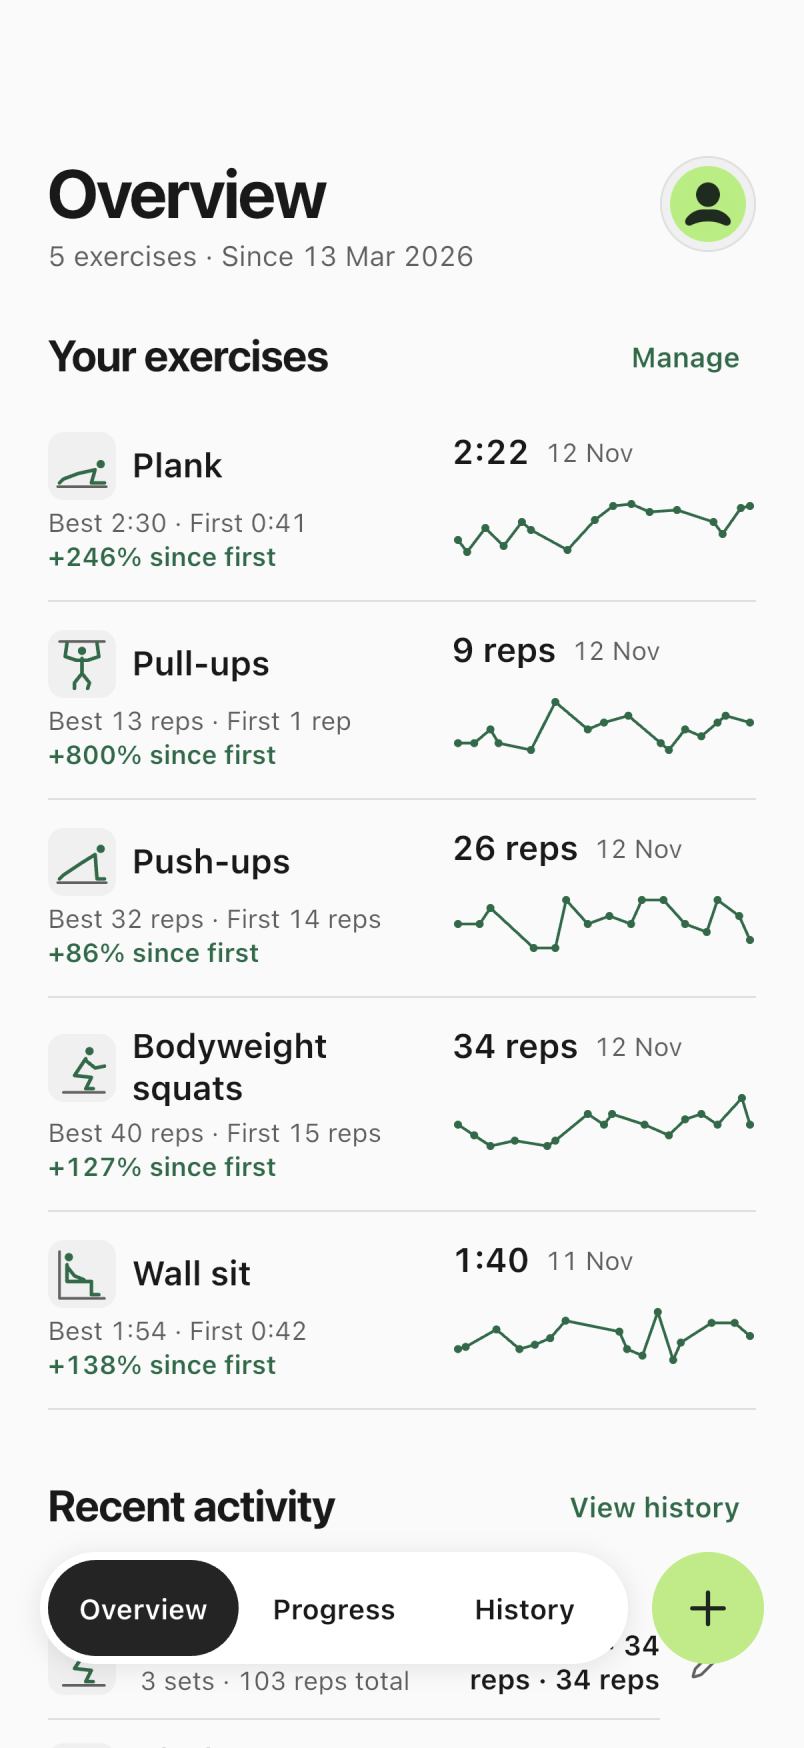 Overview
5 exercises · Since 13 Mar 2026
Your exercises
Manage
Plank
2:22 12 Nov
Best 2:30 · First 0:41
+246% since first
Pull-ups
9 reps 12 Nov
Best 13 reps · First 1 rep
+800% since first
Push-ups
26 reps 12 Nov
Best 32 reps · First 14 reps
+86% since first
Bodyweight
squats
34 reps 12 Nov
Best 40 reps · First 15 reps
+127% since first
Wall sit
1:40 11 Nov
Best 1:54 · First 0:42
+138% since first
Recent activity
View history
Overview
Progress
History
· 34
3 sets · 103 reps total
reps · 34 reps